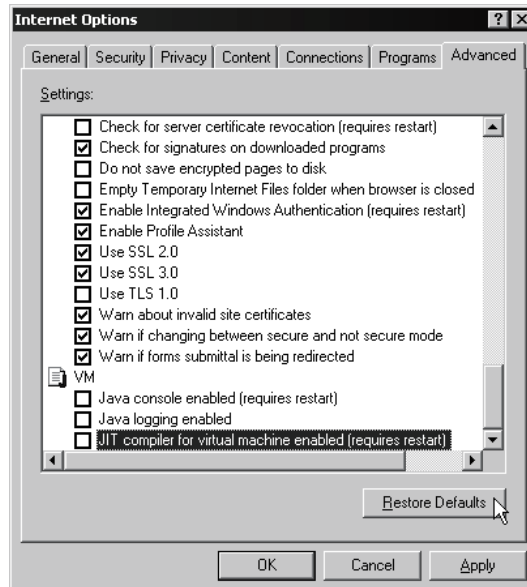 Internet Options
General Security Privacy Content Connections Programs Advanced
Settings:
Check for server certificate revocation (requires restart)
Check for signatures on downloaded programs
Do not save encrypted pages to disk
Empty Temporary Internet Files folder when browser is closed
Enable Integrated Windows Authentication (requires restart)
Enable Profile Assistant
Use SSL 2.0
Use SSL 3.0
Use TLS 1.0
Warn about invalid site certificates
Warn if changing between secure and not secure mode
Warn if forms submittal is being redirected
VM
Java console enabled (requires restart)
Java logging enabled
JIT compiler for virtual machine enabled (requires restart)
Restore Defaults
OK Cancel Apply